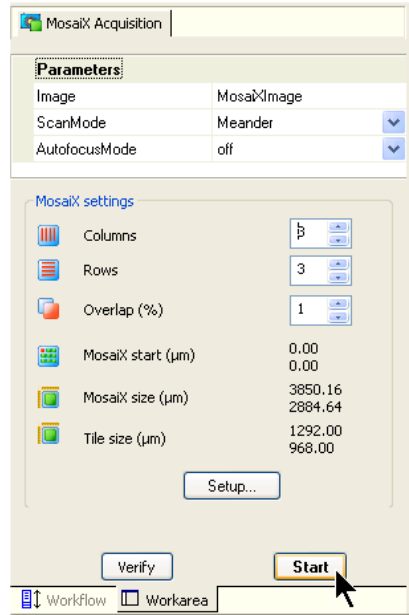 MosaiX Acquisition
Parameters
Image MosaiXImage
ScanMode Meander
AutofocusMode off
MosaiX settings
Columns 3
Rows 3
Overlap (%) 1
MosaiX start (µm) 0.00
0.00
MosaiX size (µm) 3850.16
2884.64
Tile size (µm) 1292.00
968.00
Setup...
Verify Start
Workflow Workarea